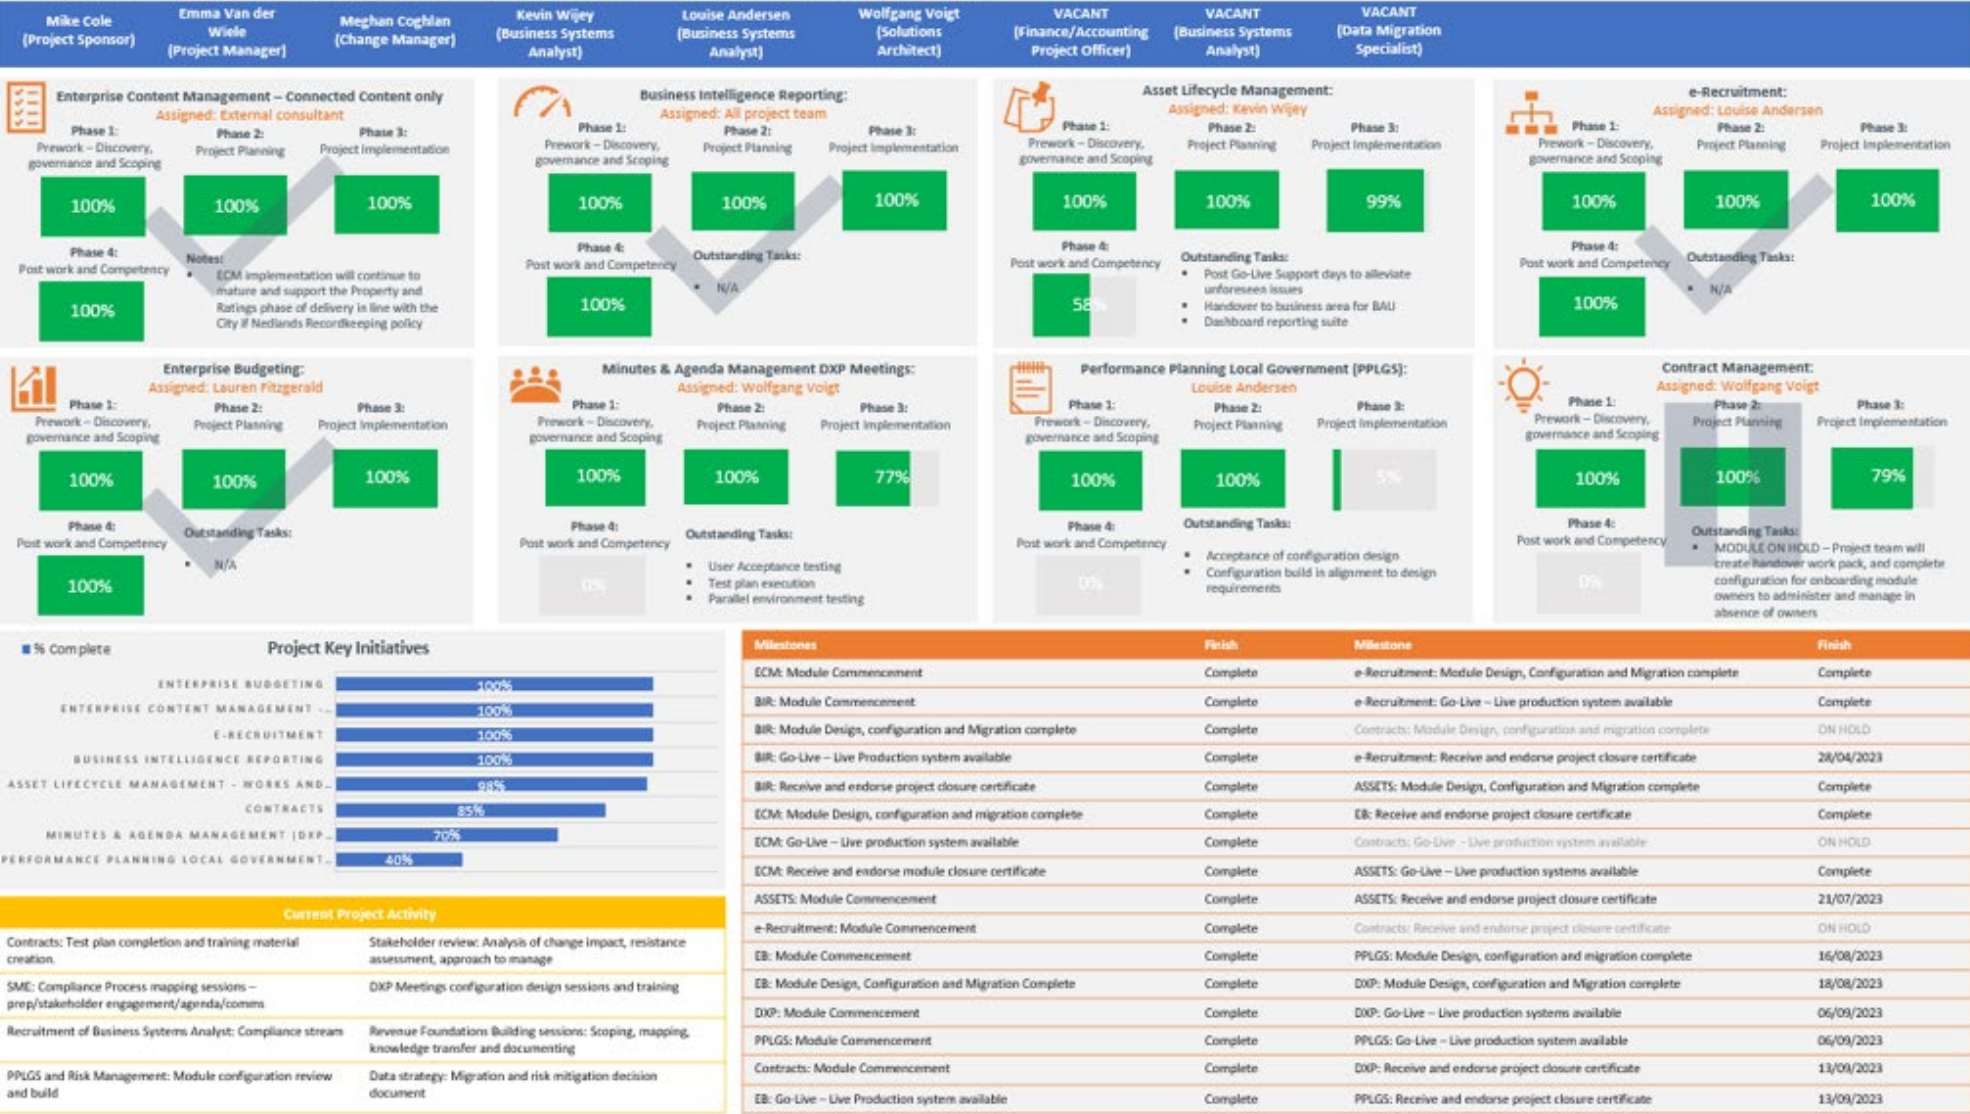 Mike Cole
(Project Sponsor)
Emma Van der
Wiele
(Project Manager)
Meghan Coghlan
(Change Manager)
Kevin Wijey
(Business Systems
Analyst)
Louise Andersen
(Business Systems
Analyst)
Wolfgang Voigt
(Solutions
Architect)
VACANT
(Finance/Accounting
Project Officer)
VACANT
(Business Systems
Analyst)
VACANT
(Data Migration
Specialist)
Enterprise Content Management – Connected Content only
Assigned: External consultant
Phase 1:
Prework – Discovery,
governance and Scoping
100%
Phase 2:
Project Planning
100%
Phase 3:
Project Implementation
100%
Phase 4:
Post work and Competency
100%
Notes:
▪ ECM implementation will continue to
mature and support the Property and
Ratings phase of delivery in line with the
City if Nedlands Recordkeeping policy
Business Intelligence Reporting:
Assigned: All project team
Phase 1:
Prework – Discovery,
governance and Scoping
100%
Phase 2:
Project Planning
100%
Phase 3:
Project Implementation
100%
Phase 4:
Post work and Competency
100%
Outstanding Tasks:
▪ N/A
Asset Lifecycle Management:
Assigned: Kevin Wijey
Phase 1:
Prework – Discovery,
governance and Scoping
100%
Phase 2:
Project Planning
100%
Phase 3:
Project Implementation
99%
Phase 4:
Post work and Competency
58%
Outstanding Tasks:
▪ Post Go-Live Support days to alleviate
unforeseen issues
▪ Handover to business area for BAU
▪ Dashboard reporting suite
e-Recruitment:
Assigned: Louise Andersen
Phase 1:
Prework – Discovery,
governance and Scoping
100%
Phase 2:
Project Planning
100%
Phase 3:
Project Implementation
100%
Phase 4:
Post work and Competency
100%
Outstanding Tasks:
▪ N/A
Enterprise Budgeting:
Assigned: Lauren Fitzgerald
Phase 1:
Prework – Discovery,
governance and Scoping
100%
Phase 2:
Project Planning
100%
Phase 3:
Project Implementation
100%
Phase 4:
Post work and Competency
100%
Outstanding Tasks:
▪ N/A
Minutes & Agenda Management DXP Meetings:
Assigned: Wolfgang Voigt
Phase 1:
Prework – Discovery,
governance and Scoping
100%
Phase 2:
Project Planning
100%
Phase 3:
Project Implementation
77%
Phase 4:
Post work and Competency
0%
Outstanding Tasks:
▪ User Acceptance testing
▪ Test plan execution
▪ Parallel environment testing
Performance Planning Local Government (PPLGS):
Louise Andersen
Phase 1:
Prework – Discovery,
governance and Scoping
100%
Phase 2:
Project Planning
100%
Phase 3:
Project Implementation
5%
Phase 4:
Post work and Competency
0%
Outstanding Tasks:
▪ Acceptance of configuration design
▪ Configuration build in alignment to design
requirements
Contract Management:
Assigned: Wolfgang Voigt
Phase 1:
Prework – Discovery,
governance and Scoping
100%
Phase 2:
Project Planning
100%
Phase 3:
Project Implementation
79%
Phase 4:
Post work and Competency
0%
Outstanding Tasks:
▪ MODULE ON HOLD – Project team will
create handover work pack, and complete
configuration for onboarding module
owners to administer and manage in
absence of owners
% Complete
Project Key Initiatives
ENTERPRISE BUDGETING 100%
ENTERPRISE CONTENT MANAGEMENT -… 100%
E-RECRUITMENT 100%
BUSINESS INTELLIGENCE REPORTING 100%
ASSET LIFECYCLE MANAGEMENT - WORKS AND… 98%
CONTRACTS 85%
MINUTES & AGENDA MANAGEMENT (DXP… 70%
PERFORMANCE PLANNING LOCAL GOVERNMENT… 40%
Current Project Activity
Contracts: Test plan completion and training material
creation.
Stakeholder review: Analysis of change impact, resistance
assessment, approach to manage
SME: Compliance Process mapping sessions –
prep/stakeholder engagement/agenda/comms
DXP Meetings configuration design sessions and training
Recruitment of Business Systems Analyst: Compliance stream
Revenue Foundations Building sessions: Scoping, mapping,
knowledge transfer and documenting
PPLGS and Risk Management: Module configuration review
and build
Data strategy: Migration and risk mitigation decision
document
Milestones Finish Milestone Finish
ECM: Module Commencement Complete e-Recruitment: Module Design, Configuration and Migration complete Complete
BIR: Module Commencement Complete e-Recruitment: Go-Live – Live production system available Complete
BIR: Module Design, configuration and Migration complete Complete Contracts: Module Design, configuration and migration complete ON HOLD
BIR: Go-Live – Live Production system available Complete e-Recruitment: Receive and endorse project closure certificate 28/04/2023
BIR: Receive and endorse project closure certificate Complete ASSETS: Module Design, Configuration and Migration complete Complete
ECM: Module Design, configuration and migration complete Complete EB: Receive and endorse project closure certificate Complete
ECM: Go-Live – Live production system available Complete Contracts: Go-Live - Live production system available ON HOLD
ECM: Receive and endorse module closure certificate Complete ASSETS: Go-Live – Live production systems available Complete
ASSETS: Module Commencement Complete ASSETS: Receive and endorse project closure certificate 21/07/2023
e-Recruitment: Module Commencement Complete Contracts: Receive and endorse project closure certificate ON HOLD
EB: Module Commencement Complete PPLGS: Module Design, configuration and migration complete 16/08/2023
EB: Module Design, Configuration and Migration Complete Complete DXP: Module Design, configuration and Migration complete 18/08/2023
DXP: Module Commencement Complete DXP: Go-Live – Live production systems available 06/09/2023
PPLGS: Module Commencement Complete PPLGS: Go-Live – Live production system available 06/09/2023
Contracts: Module Commencement Complete DXP: Receive and endorse project closure certificate 13/09/2023
EB: Go-Live – Live Production system available Complete PPLGS: Receive and endorse project closure certificate 13/09/2023